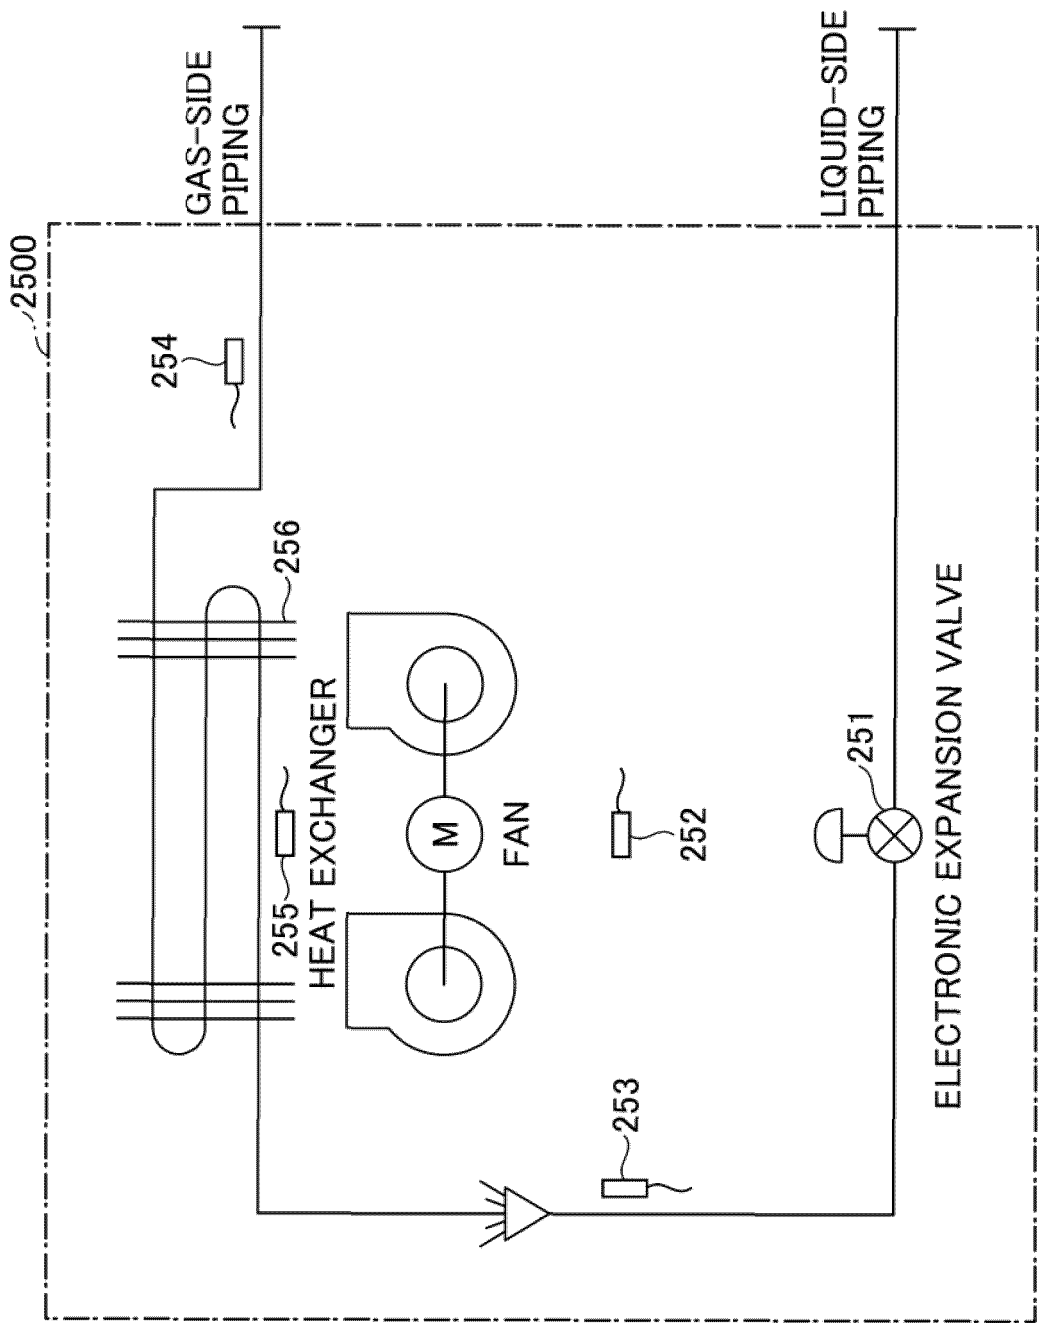 2500
GAS-SIDE
PIPING
254
256
255
HEAT EXCHANGER
M
FAN
252
253
LIQUID-SIDE
PIPING
251
ELECTRONIC EXPANSION VALVE